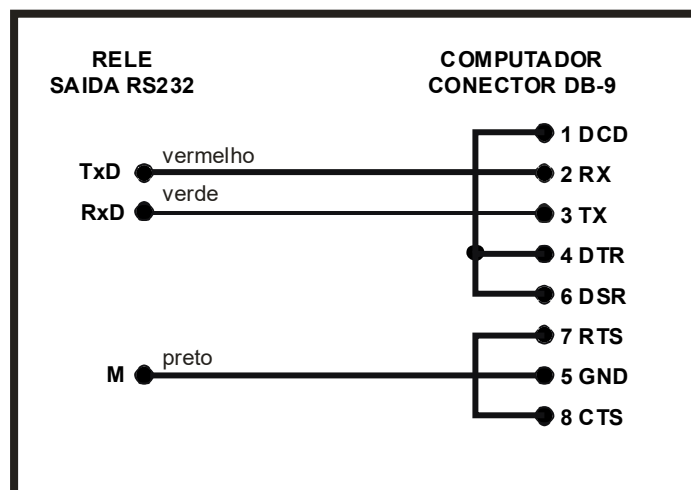 RELE
SAIDA RS232
COMPUTADOR
CONECTOR DB-9
1 DCD
vermelho
TxD
2 RX
verde
RxD
3 TX
4 DTR
6 DSR
7 RTS
preto
M
5 GND
8 CTS